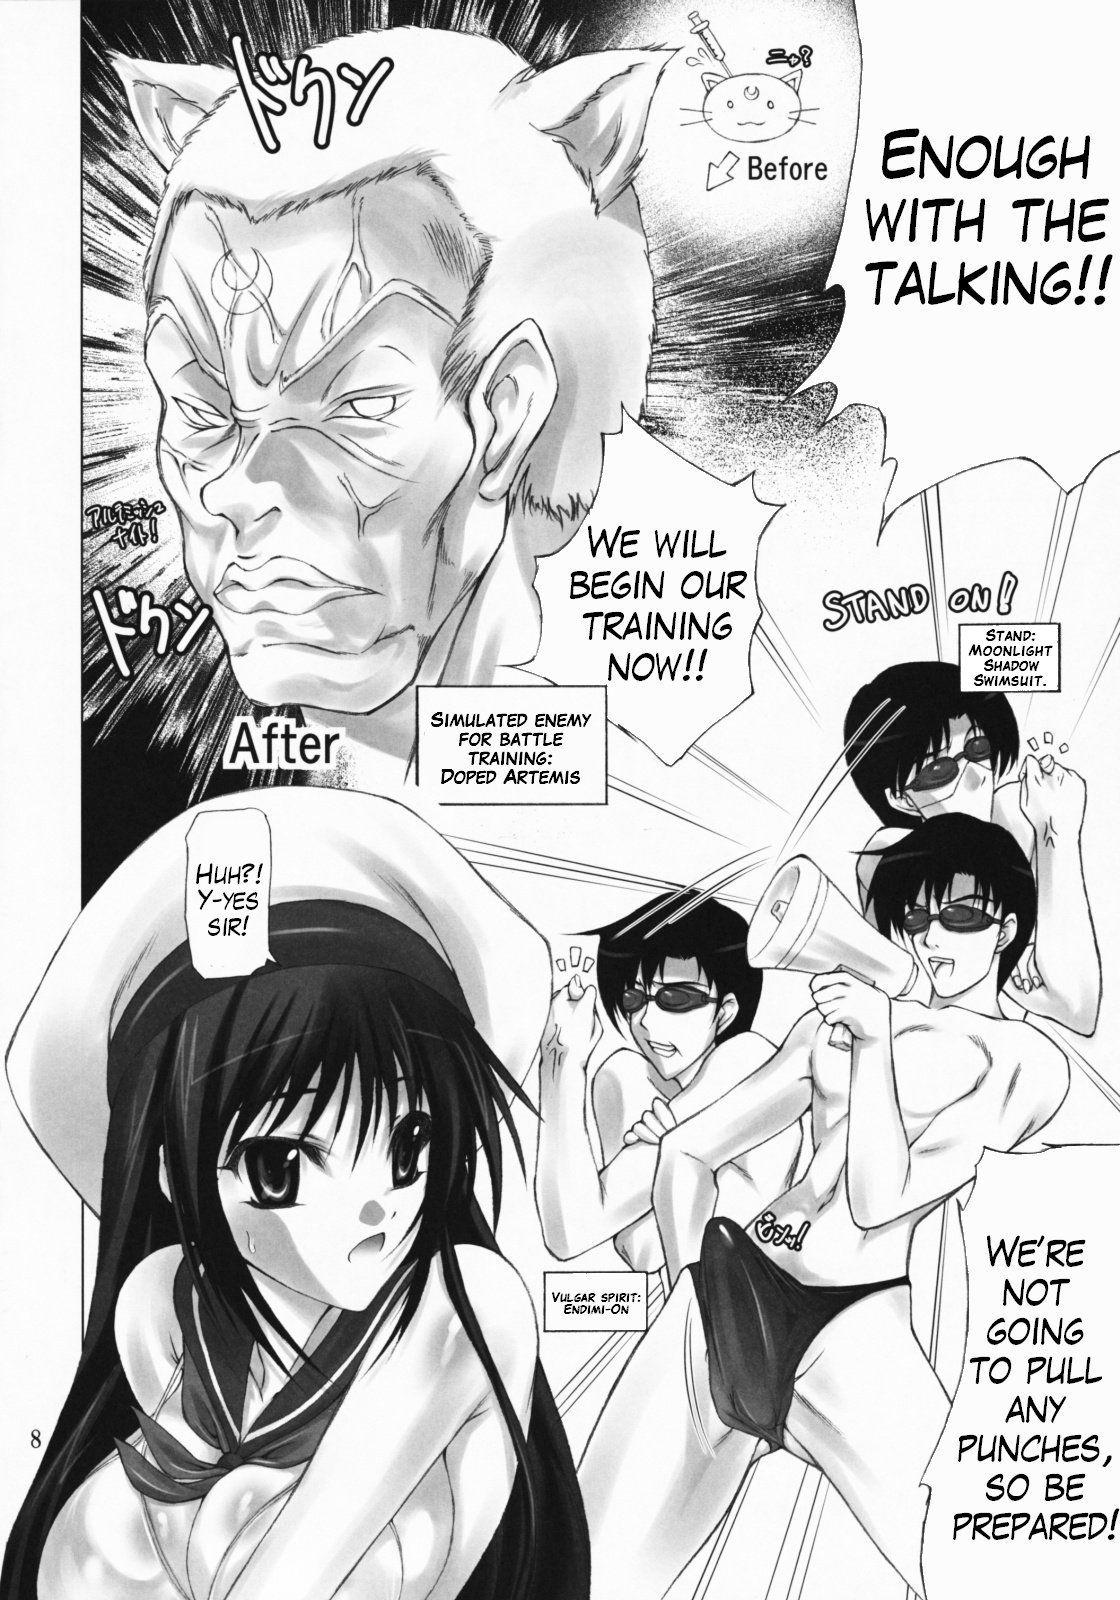 ENOUGH
WITH THE
TALKING!!
ニャ?
Before
ドクン
WE WILL
BEGIN OUR
TRAINING
NOW!!
STAND ON!
STAND:
MOONLIGHT
SHADOW
SWIMSUIT.
ドクン
After
SIMULATED ENEMY
FOR BATTLE
TRAINING:
DOPED ARTEMIS
HUH?!
Y-YES
SIR!
VULGAR SPIRIT:
ENDIMI-ON
WE'RE
NOT
GOING
TO PULL
ANY
PUNCHES,
SO BE
PREPARED!
8